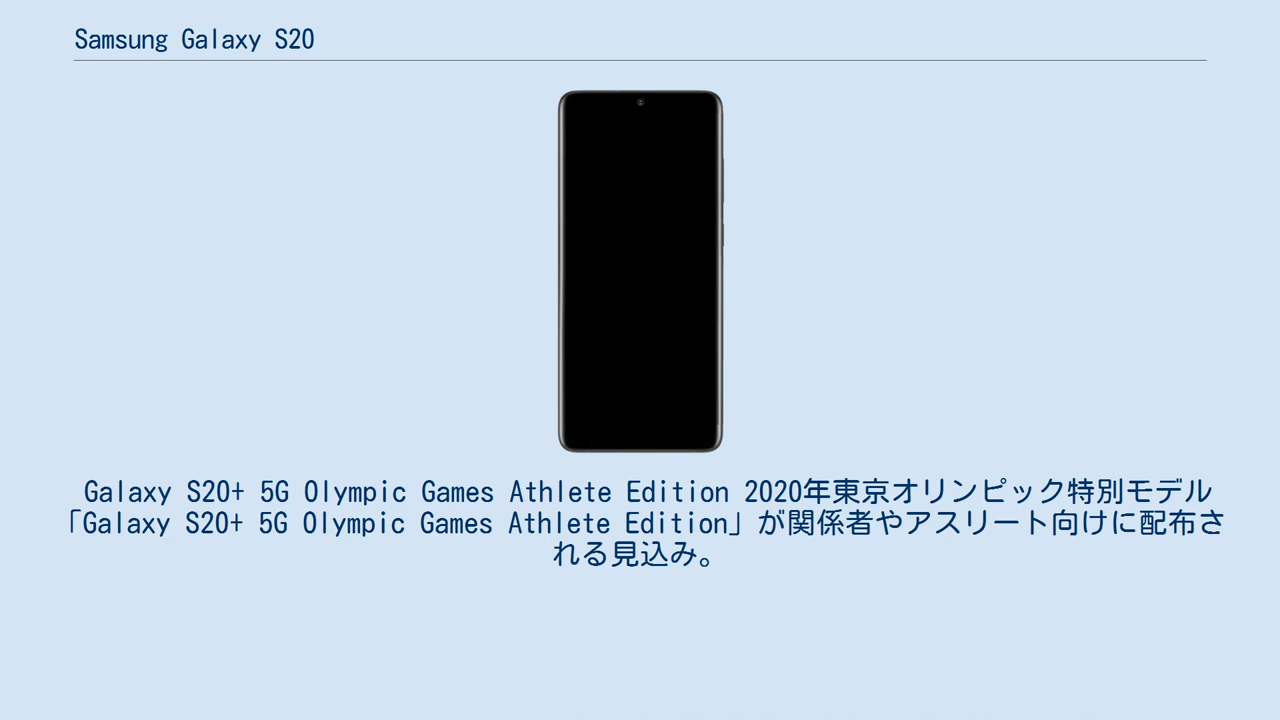 Samsung Galaxy S20
Galaxy S20+ 5G Olympic Games Athlete Edition 2020年東京オリンピック特別モデル
「Galaxy S20+ 5G Olympic Games Athlete Edition」が関係者やアスリート向けに配布さ
れる見込み。